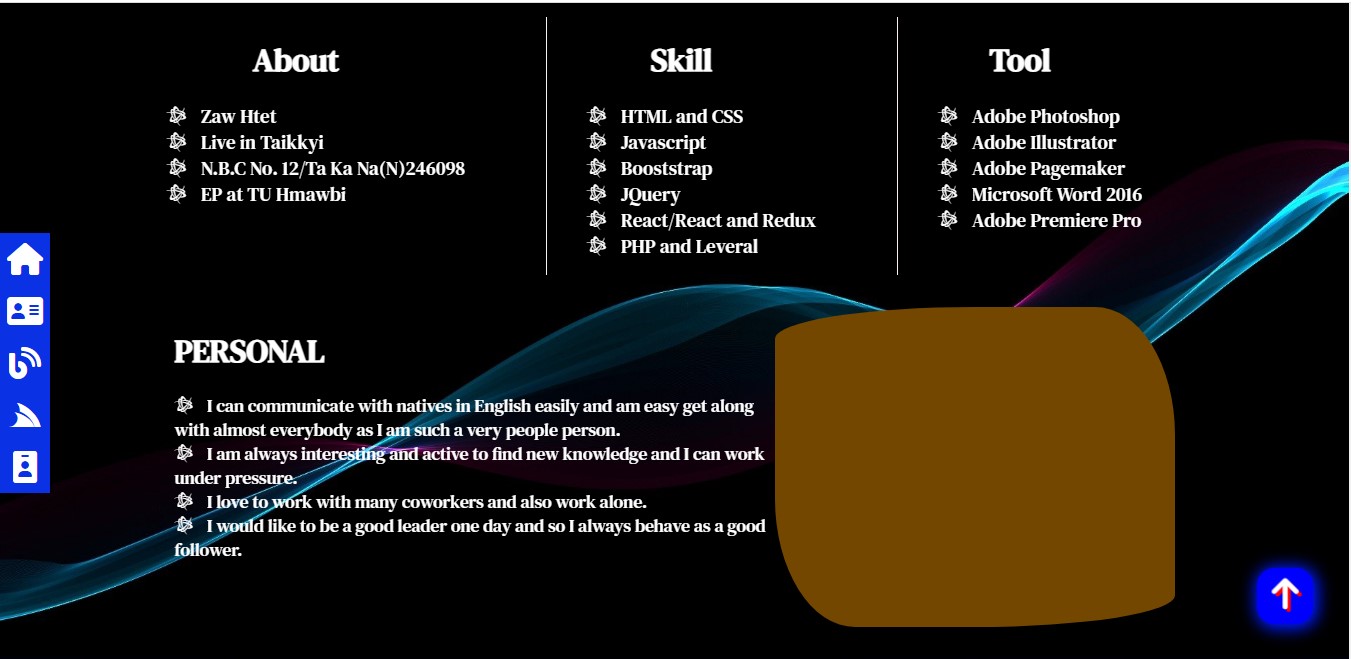 About
Zaw Htet
Live in Taikkyi
N.B.C No. 12/Ta Ka Na(N)246098
EP at TU Hmawbi
Skill
HTML and CSS
Javascript
Booststrap
JQuery
React/React and Redux
PHP and Leveral
Tool
Adobe Photoshop
Adobe Illustrator
Adobe Pagemaker
Microsoft Word 2016
Adobe Premiere Pro
PERSONAL
I can communicate with natives in English easily and am easy get along
with almost everybody as I am such a very people person.
I am always interesting and active to find new knowledge and I can work
under pressure.
I love to work with many coworkers and also work alone.
I would like to be a good leader one day and so I always behave as a good
follower.